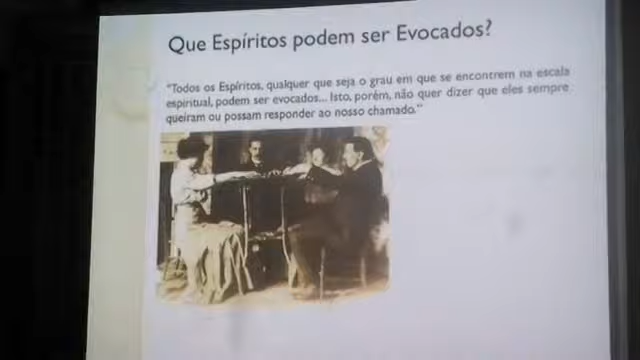 Que Espíritos podem ser Evocados?
"Todos os Espíritos, qualquer que seja o grau em que se encontrem na escala
espiritual, podem ser evocados... Isto, porém, não quer dizer que eles sempre
queiram ou possam responder ao nosso chamado."